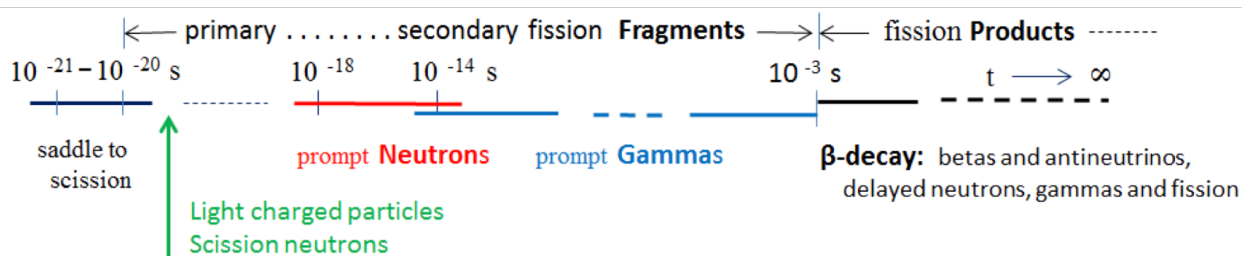 primary . . . . . . . . secondary fission Fragments fission Products --------
10 -21 – 10 -20 s 10 -18 10 -14 s 10 -3 s t ∞
saddle to scission
prompt Neutrons
prompt Gammas
β-decay: betas and antineutrinos,
delayed neutrons, gammas and fission
Light charged particles
Scission neutrons